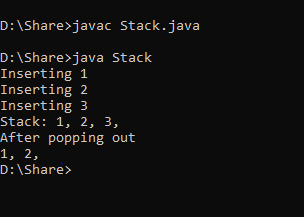 D:\Share>javac Stack.java
D:\Share>java Stack
Inserting 1
Inserting 2
Inserting 3
Stack: 1, 2, 3,
After popping out
1, 2,
D:\Share>